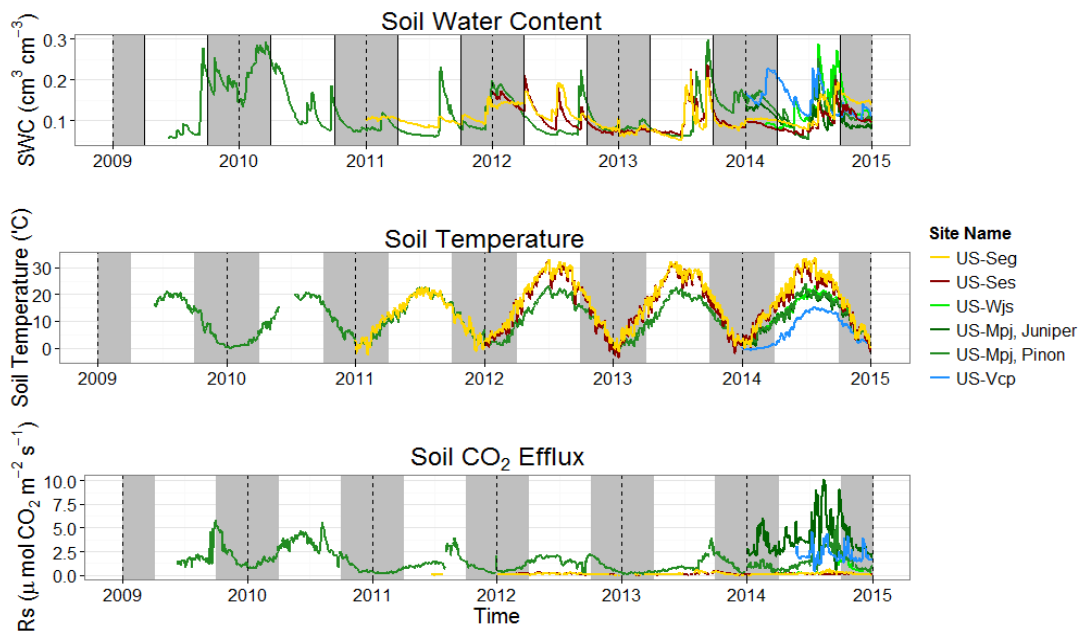 Soil Water Content
SWC (cm³ cm⁻³)
0.3
0.2
0.1
2009 2010 2011 2012 2013 2014 2015
Soil Temperature
Soil Temperature ('C)
30
20
10
0
2009 2010 2011 2012 2013 2014 2015
Site Name
US-Seg
US-Ses
US-Wjs
US-Mpj, Juniper
US-Mpj, Pinon
US-Vcp
Soil CO₂ Efflux
Rs (μ mol CO₂ m⁻² s⁻¹)
10.0
7.5
5.0
2.5
0.0
2009 2010 2011 2012 2013 2014 2015
Time